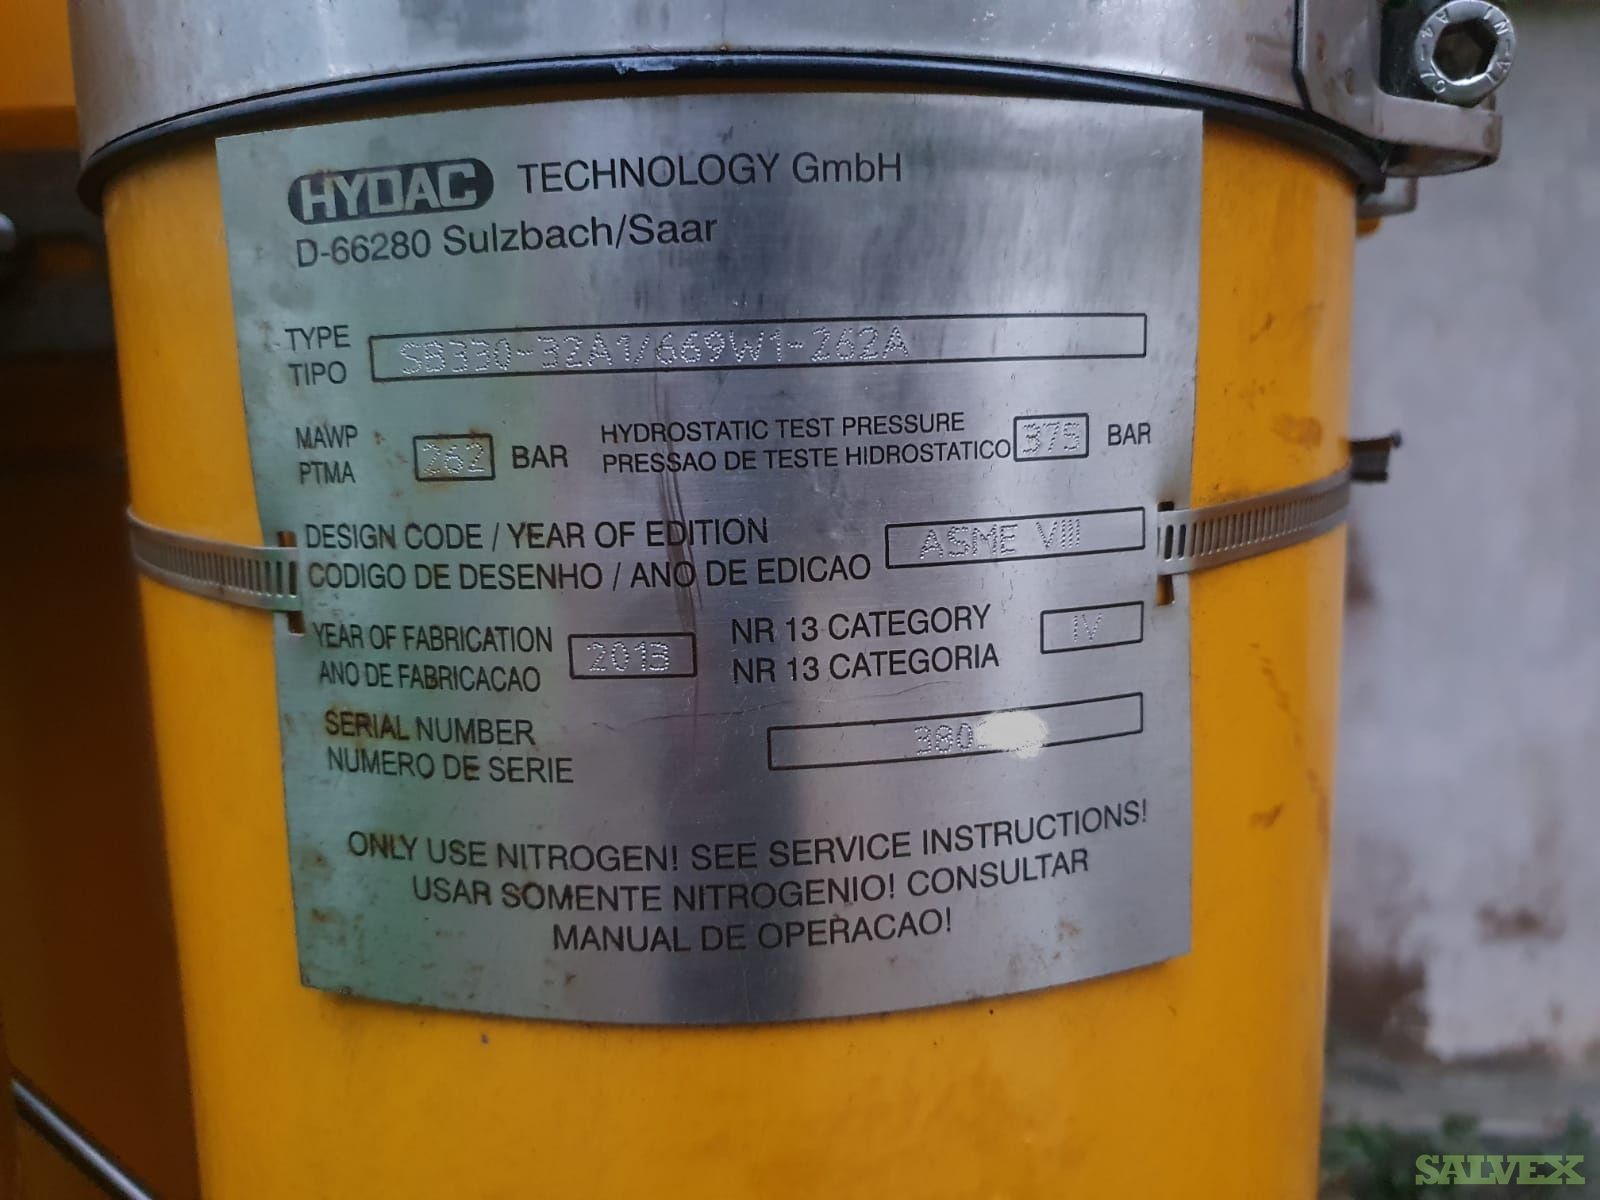 HYDAC TECHNOLOGY GmbH
D-66280 Sulzbach/Saar
TYPE
TIPO
SB330-32A1/669W1-262A
MAWP
PTMA
262 BAR
HYDROSTATIC TEST PRESSURE
PRESSAO DE TESTE HIDROSTATICO
375 BAR
DESIGN CODE / YEAR OF EDITION
CODIGO DE DESENHO / ANO DE EDICAO
ASME VIII
YEAR OF FABRICATION
ANO DE FABRICACAO
2013
NR 13 CATEGORY
NR 13 CATEGORIA
IV
SERIAL NUMBER
NUMERO DE SERIE
ONLY USE NITROGEN! SEE SERVICE INSTRUCTIONS!
USAR SOMENTE NITROGENIO! CONSULTAR
MANUAL DE OPERACAO!
SALVEX